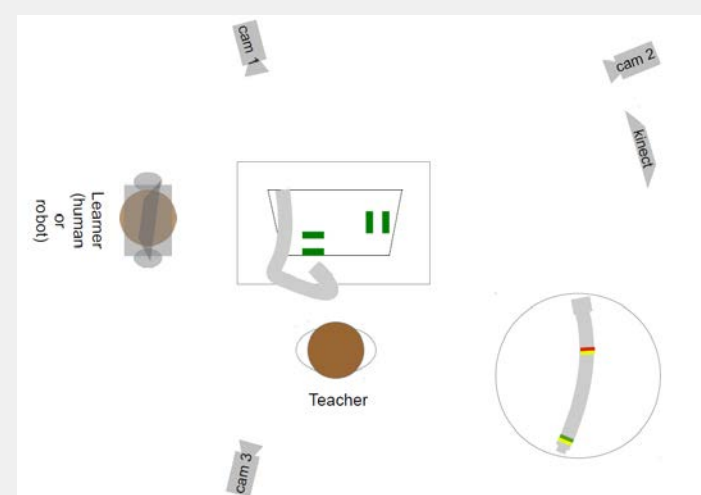 cam 1
cam 2
kinect
Learner
(human
or
robot)
Teacher
cam 3